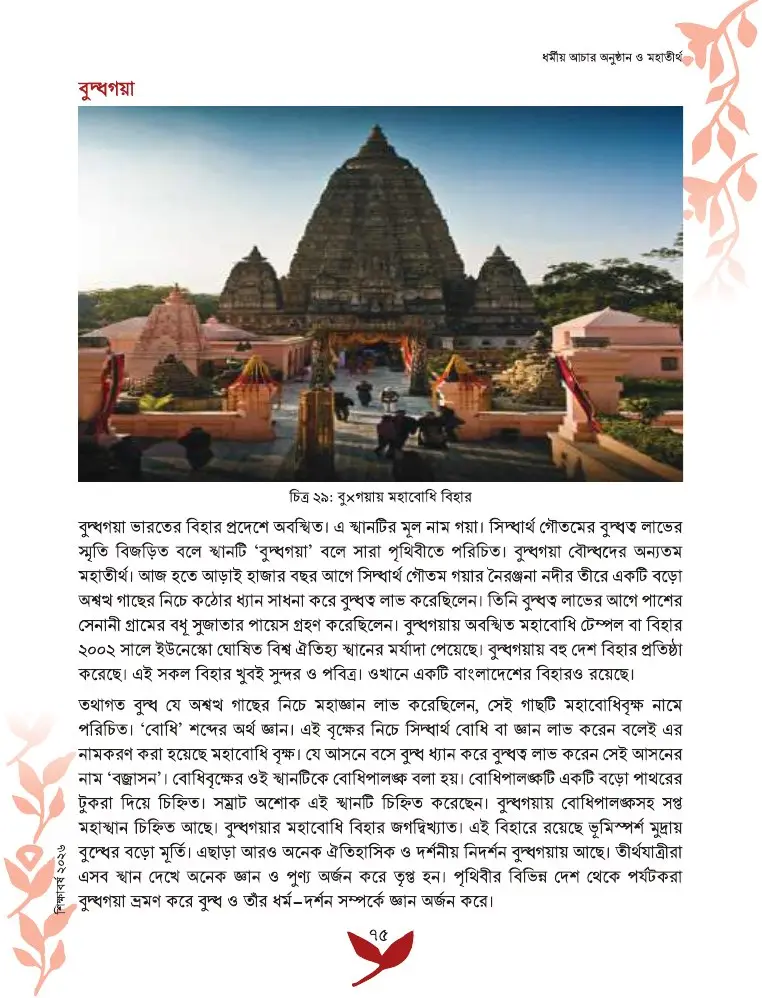 ধর্মীয় আচার অনুষ্ঠান ও মহাতীর্থ
বুদ্ধগয়া
চিত্র ২৯: বু×গয়ায় মহাবোধি বিহার
বুদ্ধগয়া ভারতের বিহার প্রদেশে অবস্থিত। এ স্থানটির মূল নাম গয়া। সিদ্ধার্থ গৌতমের বুদ্ধত্ব লাভের
স্মৃতি বিজড়িত বলে স্থানটি ‘বুদ্ধগয়া’ বলে সারা পৃথিবীতে পরিচিত। বুদ্ধগয়া বৌদ্ধদের অন্যতম
মহাতীর্থ। আজ হতে আড়াই হাজার বছর আগে সিদ্ধার্থ গৌতম গয়ার নৈরঞ্জনা নদীর তীরে একটি বড়ো
অশ্বত্থ গাছের নিচে কঠোর ধ্যান সাধনা করে বুদ্ধত্ব লাভ করেছিলেন। তিনি বুদ্ধত্ব লাভের আগে পাশের
সেনানী গ্রামের বধূ সুজাতার পায়েস গ্রহণ করেছিলেন। বুদ্ধগয়ায় অবস্থিত মহাবোধি টেম্পল বা বিহার
২০০২ সালে ইউনেস্কো ঘোষিত বিশ্ব ঐতিহ্য স্থানের মর্যাদা পেয়েছে। বুদ্ধগয়ায় বহু দেশ বিহার প্রতিষ্ঠা
করেছে। এই সকল বিহার খুবই সুন্দর ও পবিত্র। ওখানে একটি বাংলাদেশের বিহারও রয়েছে।
তথাগত বুদ্ধ যে অশ্বত্থ গাছের নিচে মহাজ্ঞান লাভ করেছিলেন, সেই গাছটি মহাবোধিবৃক্ষ নামে
পরিচিত। ‘বোধি’ শব্দের অর্থ জ্ঞান। এই বৃক্ষের নিচে সিদ্ধার্থ বোধি বা জ্ঞান লাভ করেন বলেই এর
নামকরণ করা হয়েছে মহাবোধি বৃক্ষ। যে আসনে বসে বুদ্ধ ধ্যান করে বুদ্ধত্ব লাভ করেন সেই আসনের
নাম ‘বজ্রাসন’। বোধিবৃক্ষের ওই স্থানটিকে বোধিপালঙ্ক বলা হয়। বোধিপালঙ্কটি একটি বড়ো পাথরের
টুকরা দিয়ে চিহ্নিত। সম্রাট অশোক এই স্থানটি চিহ্নিত করেছেন। বুদ্ধগয়ায় বোধিপালঙ্কসহ সপ্ত
মহাস্থান চিহ্নিত আছে। বুদ্ধগয়ার মহাবোধি বিহার জগদ্বিখ্যাত। এই বিহারে রয়েছে ভূমিস্পর্শ মুদ্রায়
বুদ্ধের বড়ো মূর্তি। এছাড়া আরও অনেক ঐতিহাসিক ও দর্শনীয় নিদর্শন বুদ্ধগয়ায় আছে। তীর্থযাত্রীরা
এসব স্থান দেখে অনেক জ্ঞান ও পুণ্য অর্জন করে তৃপ্ত হন। পৃথিবীর বিভিন্ন দেশ থেকে পর্যটকরা
বুদ্ধগয়া ভ্রমণ করে বুদ্ধ ও তাঁর ধর্ম–দর্শন সম্পর্কে জ্ঞান অর্জন করে।
শিক্ষাবর্ষ ২০২৬
৭৫